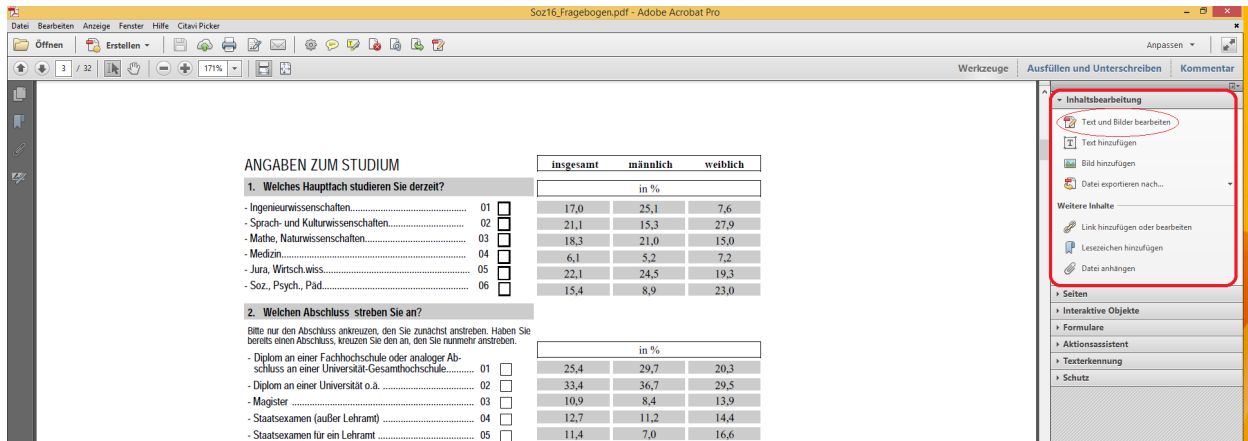 Soz16_Fragebogen.pdf - Adobe Acrobat Pro
Datei Bearbeiten Anzeige Fenster Hilfe Citavi Picker
Öffnen Erstellen Anpassen
3 / 32 171% Werkzeuge Ausfüllen und Unterschreiben Kommentar
Inhaltsbearbeitung
Text und Bilder bearbeiten
Text hinzufügen
Bild hinzufügen
Datei exportieren nach...
Weitere Inhalte
Link hinzufügen oder bearbeiten
Lesezeichen hinzufügen
Datei anhängen
Seiten
Interaktive Objekte
Formulare
Aktionsassistent
Texterkennung
Schutz
ANGABEN ZUM STUDIUM insgesamt männlich weiblich
1. Welches Hauptfach studieren Sie derzeit? in %
- Ingenieurwissenschaften............................................ 01 17,0 25,1 7,6
- Sprach- und Kulturwissenschaften............................ 02 21,1 15,3 27,9
- Mathe, Naturwissenschaften...................................... 03 18,3 21,0 15,0
- Medizin...................................................................... 04 6,1 5,2 7,2
- Jura, Wirtsch.wiss....................................................... 05 22,1 24,5 19,3
- Soz., Psych., Päd........................................................ 06 15,4 8,9 23,0
2. Welchen Abschluss streben Sie an?
Bitte nur den Abschluss ankreuzen, den Sie zunächst anstreben. Haben Sie
bereits einen Abschluss, kreuzen Sie den an, den Sie nunmehr anstreben.
in %
- Diplom an einer Fachhochschule oder analoger Ab-
schluss an einer Universität-Gesamthochschule........... 01 25,4 29,7 20,3
- Diplom an einer Universität o.ä. ................................... 02 33,4 36,7 29,5
- Magister ..................................................................... 03 10,9 8,4 13,9
- Staatsexamen (außer Lehramt) ................................... 04 12,7 11,2 14,4
- Staatsexamen für ein Lehramt .................................... 05 11,4 7,0 16,6